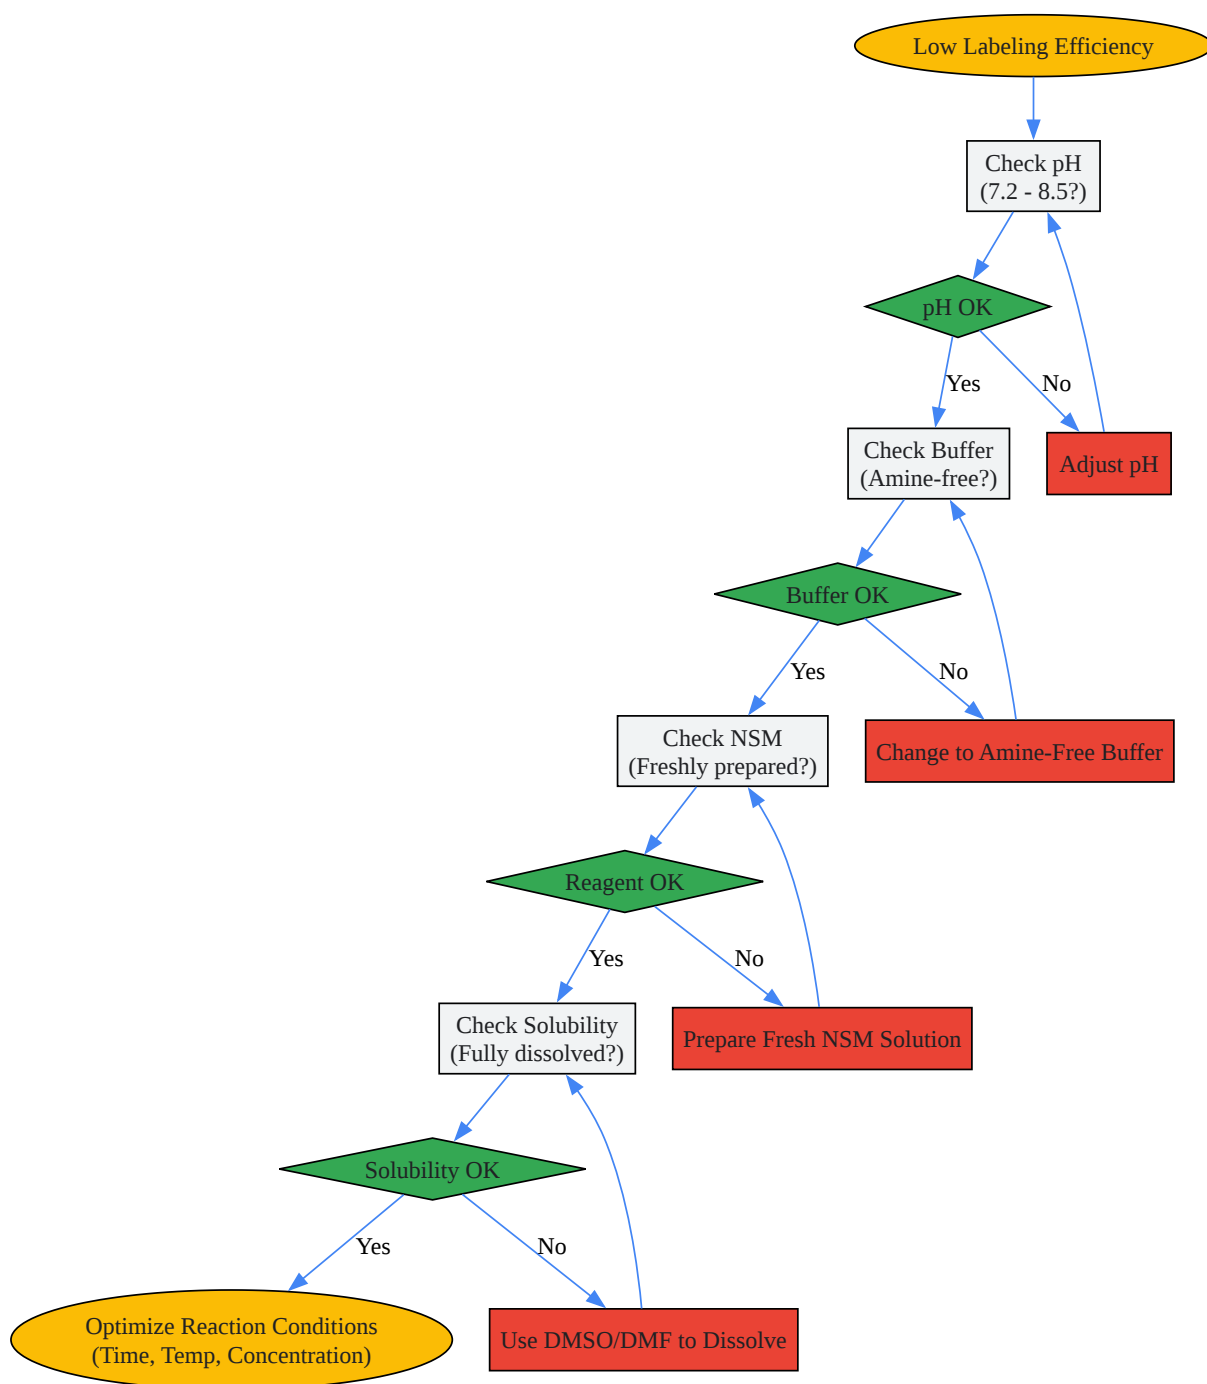 Low Labeling Efficiency
Check pH
(7.2 - 8.5?)
pH OK
Yes
No
Check Buffer
(Amine-free?)
Adjust pH
Buffer OK
Yes
No
Check NSM
(Freshly prepared?)
Change to Amine-Free Buffer
Reagent OK
Yes
No
Check Solubility
(Fully dissolved?)
Prepare Fresh NSM Solution
Solubility OK
Yes
No
Optimize Reaction Conditions
(Time, Temp, Concentration)
Use DMSO/DMF to Dissolve